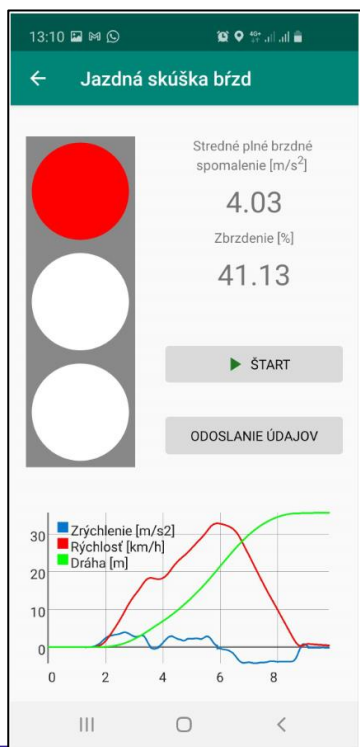 13:10
4G+
Jazdná skúška bŕzd
Stredné plné brzdné
spomalenie [m/s2]
4.03
Zbrzdenie [%]
41.13
ŠTART
ODOSLANIE ÚDAJOV
Zrýchlenie [m/s2]
Rýchlosť [km/h]
Dráha [m]
30
20
10
0
0 2 4 6 8